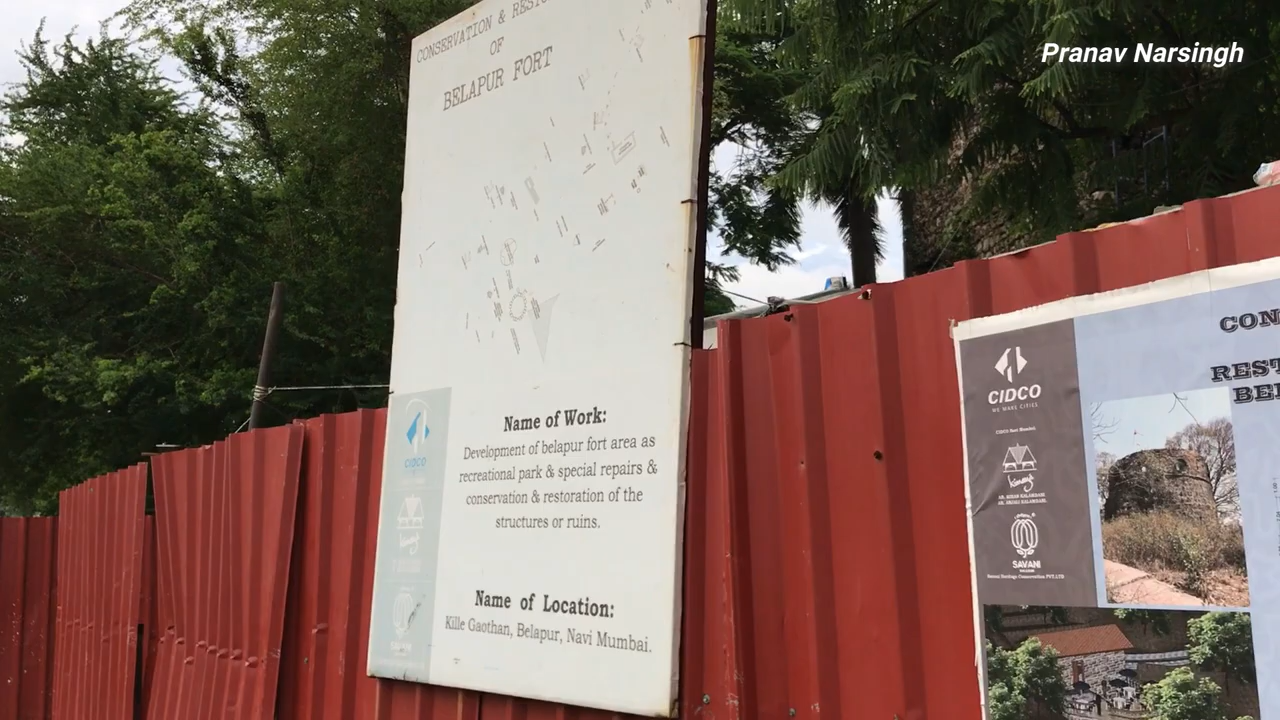 Pranav Narsingh
CONSERVATION &
OF
BELAPUR FORT
Name of Work:
Development of belapur fort area as
recreational park & special repairs &
conservation & restoration of the
structures or ruins.
Name of Location:
Kille Gaothan, Belapur, Navi Mumbai.
CIDCO
CIDCO
WE MAKE CITIES
SAVANI
CON
REST
BE